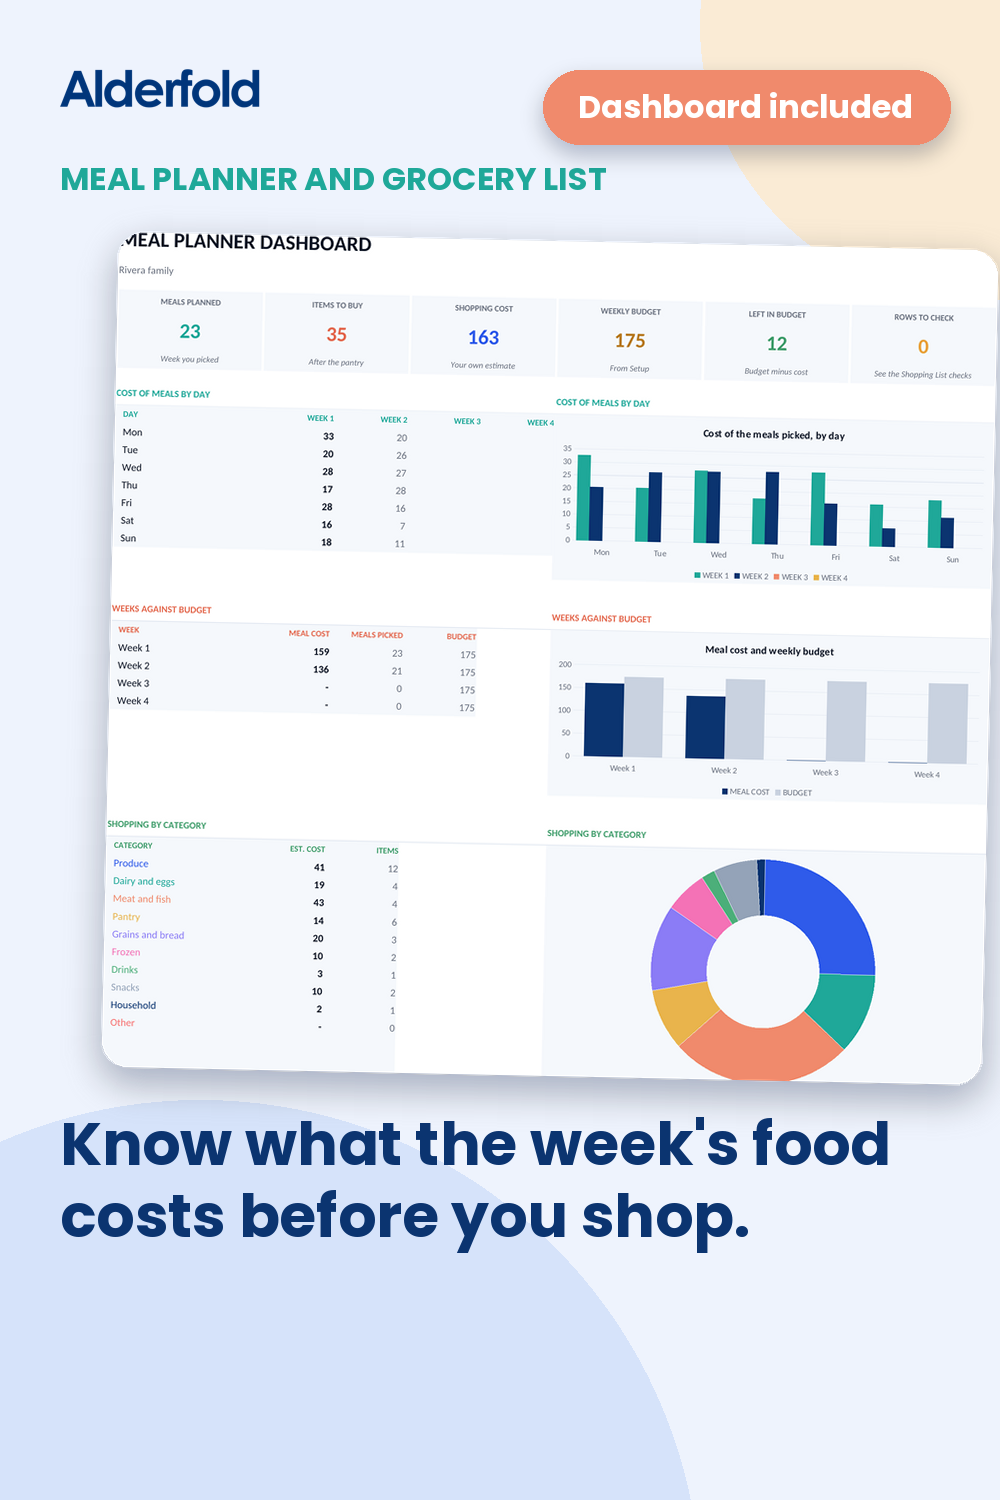 Alderfold
Dashboard included
MEAL PLANNER AND GROCERY LIST
MEAL PLANNER DASHBOARD
Rivera family
MEALS PLANNED ITEMS TO BUY SHOPPING COST WEEKLY BUDGET LEFT IN BUDGET ROWS TO CHECK
23 35 163 175 12 0
Week you picked After the pantry Your own estimate From Setup Budget minus cost See the Shopping List checks
COST OF MEALS BY DAY
DAY WEEK 1 WEEK 2 WEEK 3 WEEK 4
Mon 33 20
Tue 20 26
Wed 28 27
Thu 17 28
Fri 28 16
Sat 16 7
Sun 18 11
COST OF MEALS BY DAY
Cost of the meals picked, by day
35
30
25
20
15
10
5
0
Mon Tue Wed Thu Fri Sat Sun
WEEK 1 WEEK 2 WEEK 3 WEEK 4
WEEKS AGAINST BUDGET
WEEK MEAL COST MEALS PICKED BUDGET
Week 1 159 23 175
Week 2 136 21 175
Week 3 - 0 175
Week 4 - 0 175
WEEKS AGAINST BUDGET
Meal cost and weekly budget
200
150
100
50
0
Week 1 Week 2 Week 3 Week 4
MEAL COST BUDGET
SHOPPING BY CATEGORY
CATEGORY EST. COST ITEMS
Produce 41 12
Dairy and eggs 19 4
Meat and fish 43 4
Pantry 14 6
Grains and bread 20 3
Frozen 10 2
Drinks 3 1
Snacks 10 2
Household 2 1
Other - 0
SHOPPING BY CATEGORY
Know what the week's food
costs before you shop.